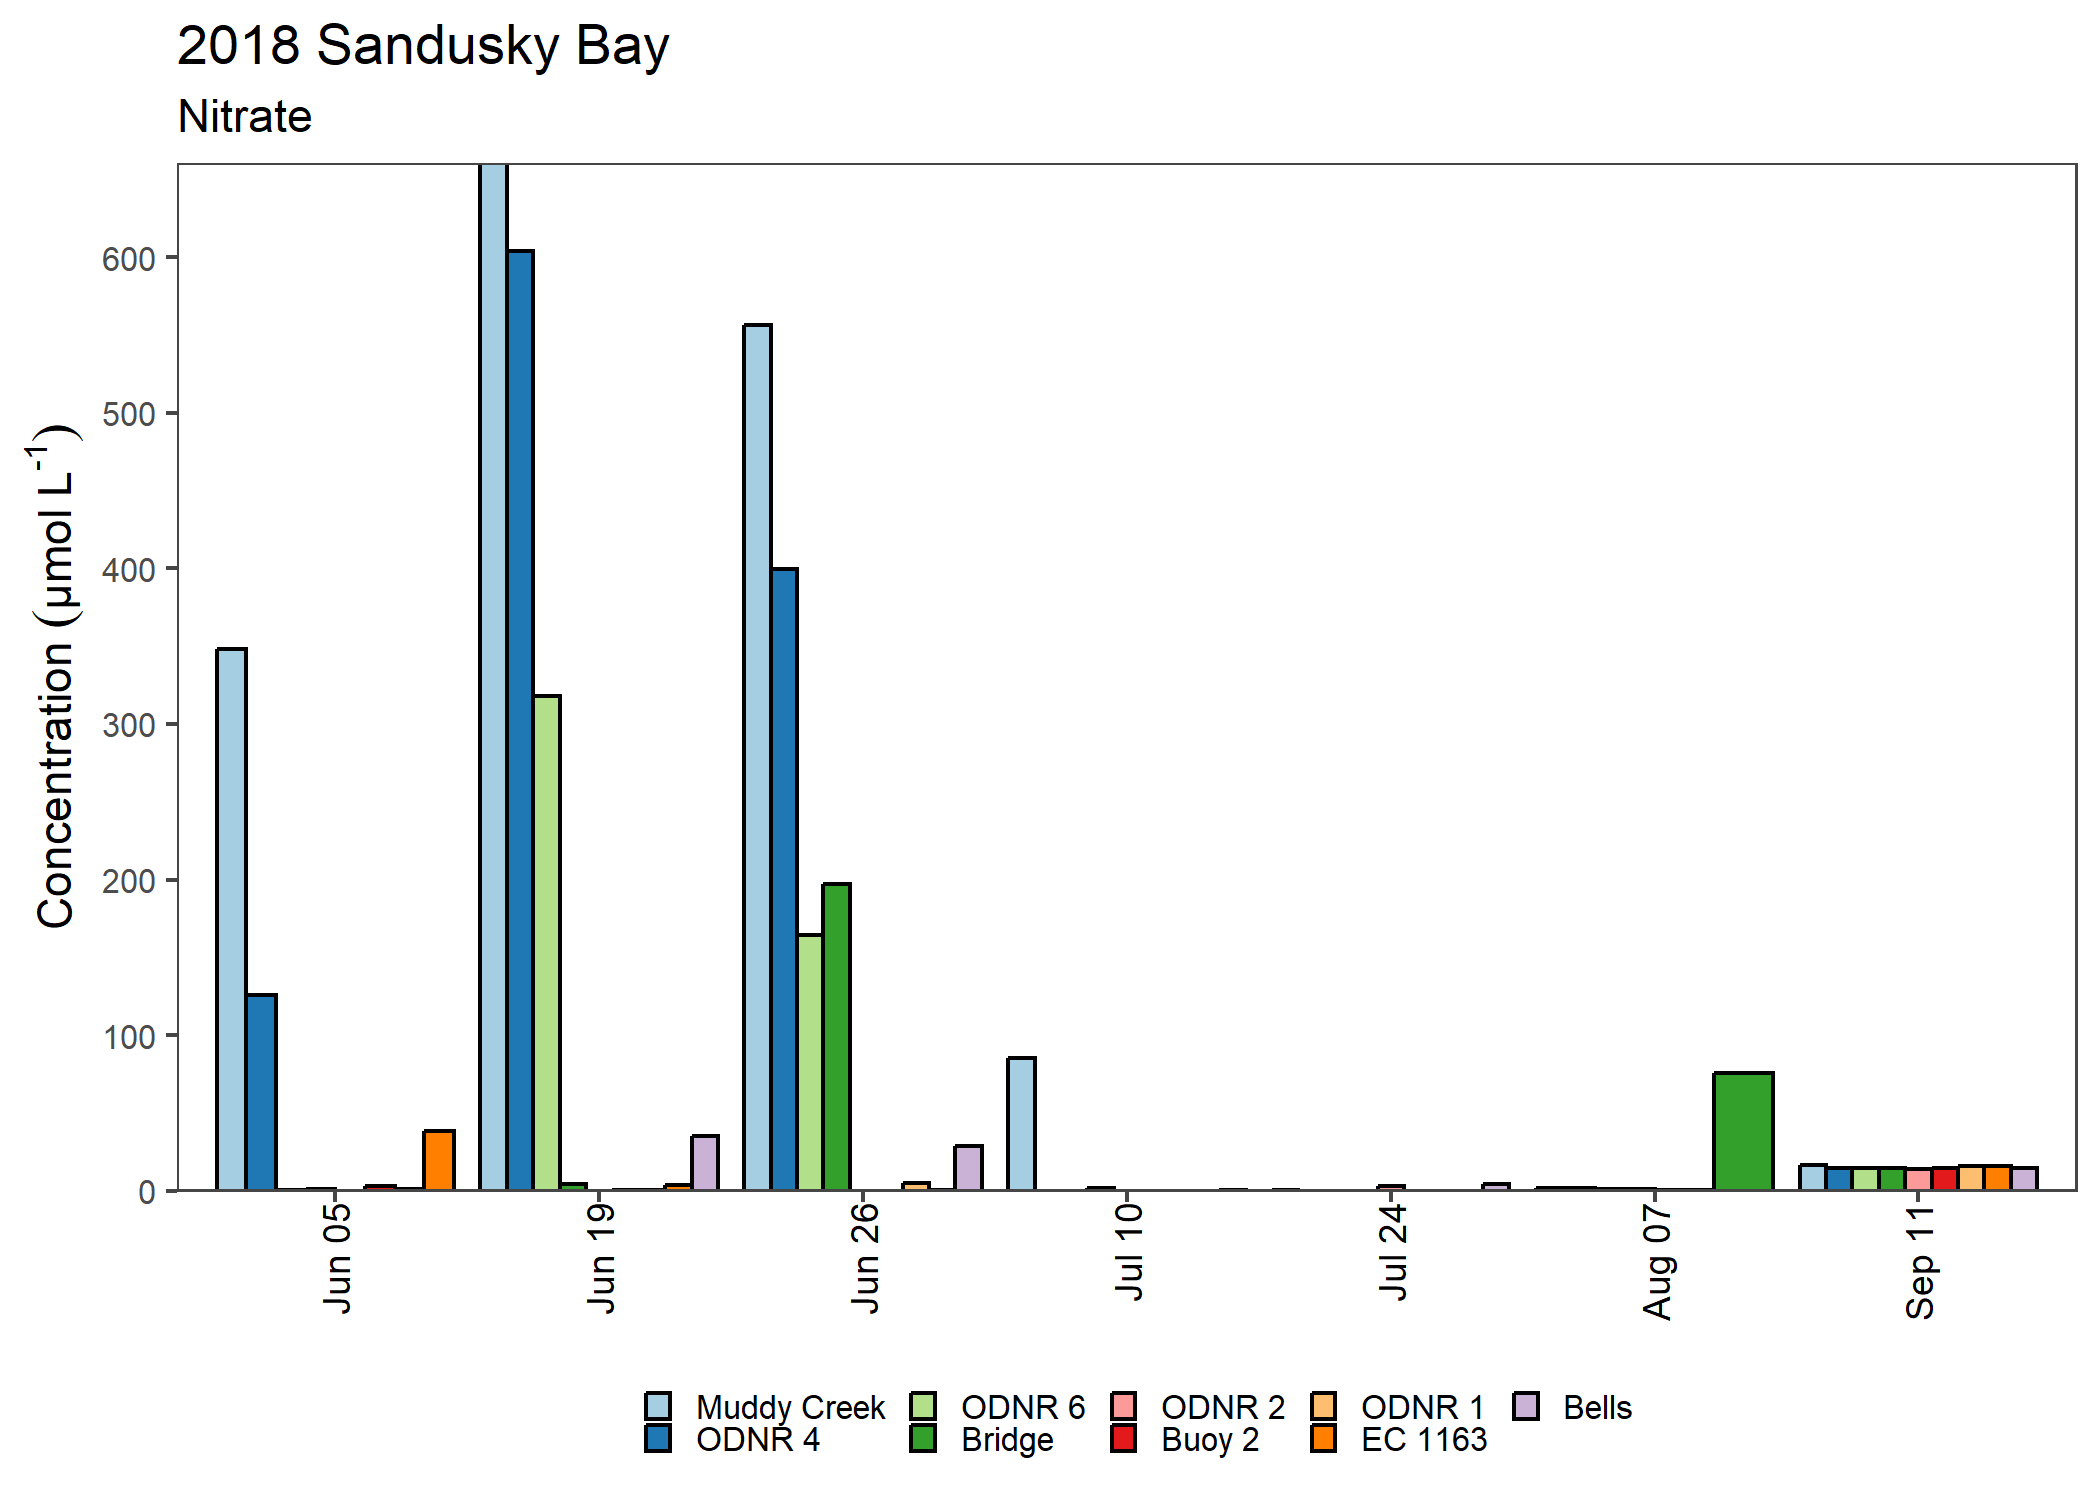 2018 Sandusky Bay
Nitrate
Concentration (µmol L-1)
600
500
400
300
200
100
0
Jun 05
Jun 19
Jun 26
Jul 10
Jul 24
Aug 07
Sep 11
Muddy Creek ODNR 6 ODNR 2 ODNR 1 Bells
ODNR 4 Bridge Buoy 2 EC 1163